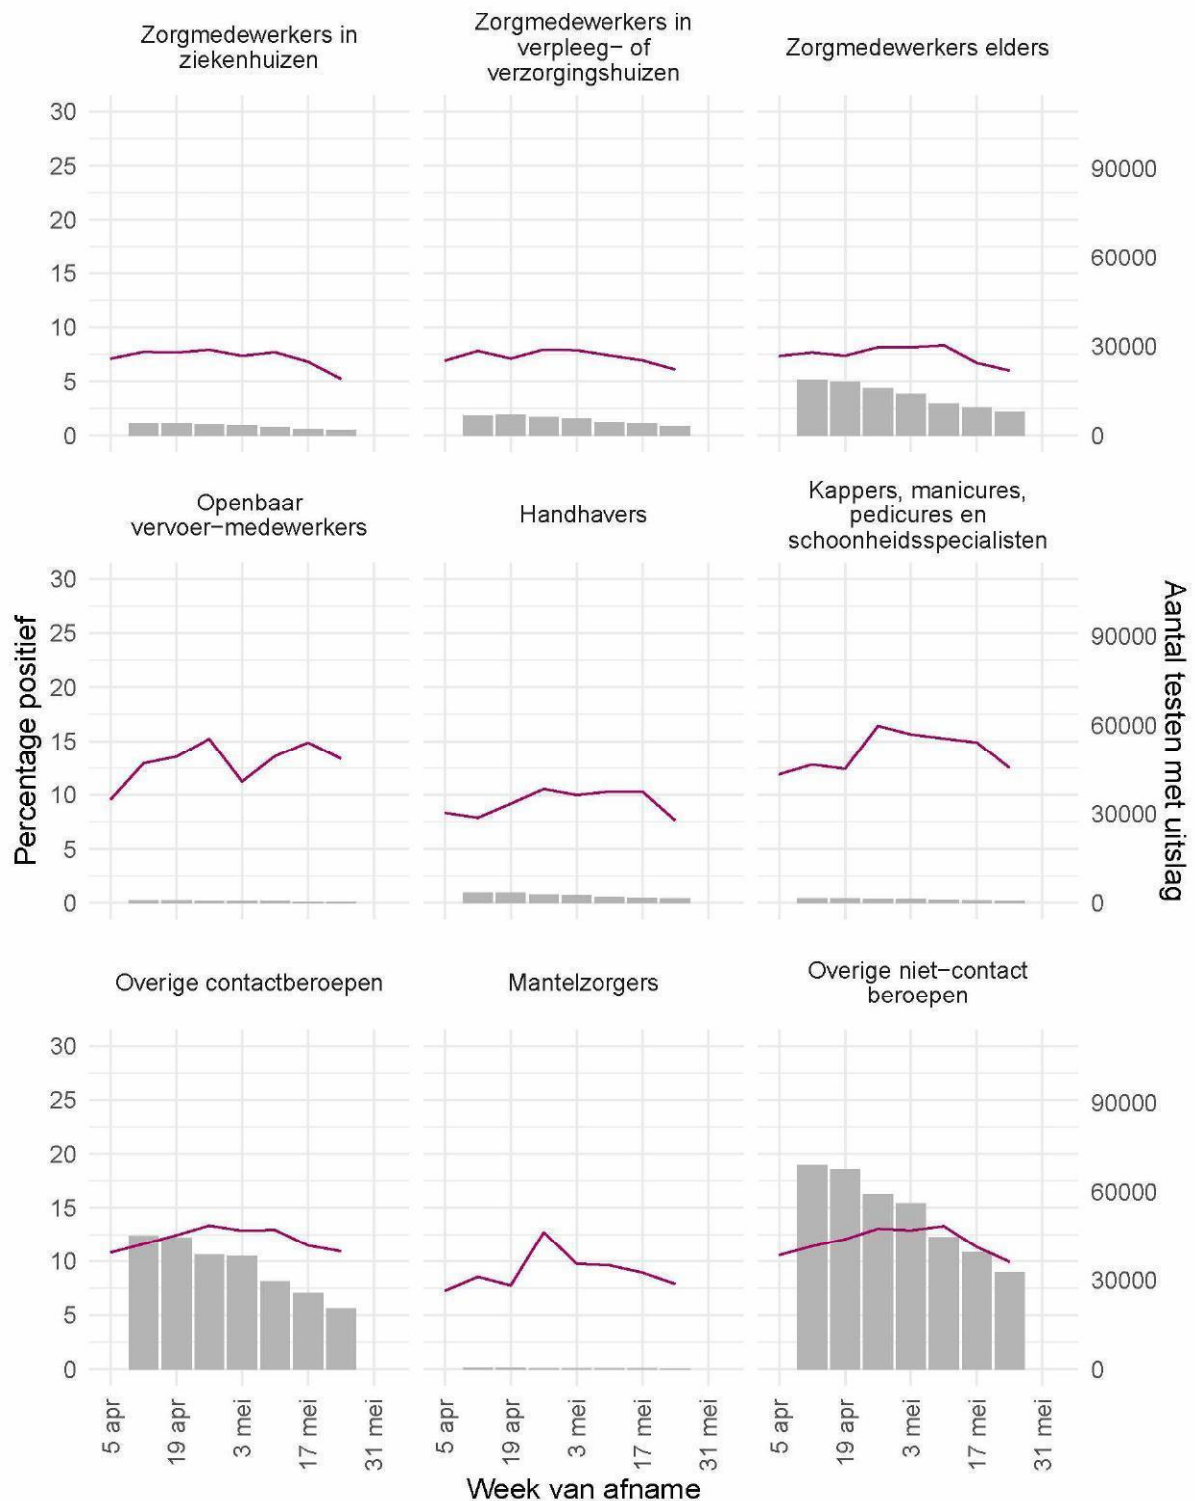 Zorgmedewerkers in
ziekenhuizen
Zorgmedewerkers in
verpleeg- of
verzorgingshuizen
Zorgmedewerkers elders
30
25
20
15
10
5
0
90000
60000
30000
0
Openbaar
vervoer-medewerkers
Handhavers
Kappers, manicures,
pedicures en
schoonheidsspecialisten
30
25
20
15
10
5
0
90000
60000
30000
0
Percentage positief
Aantal testen met uitslag
Overige contactberoepen
Mantelzorgers
Overige niet-contact
beroepen
30
25
20
15
10
5
0
90000
60000
30000
0
5 apr
19 apr
3 mei
17 mei
31 mei
5 apr
19 apr
3 mei
17 mei
31 mei
5 apr
19 apr
3 mei
17 mei
31 mei
Week van afname